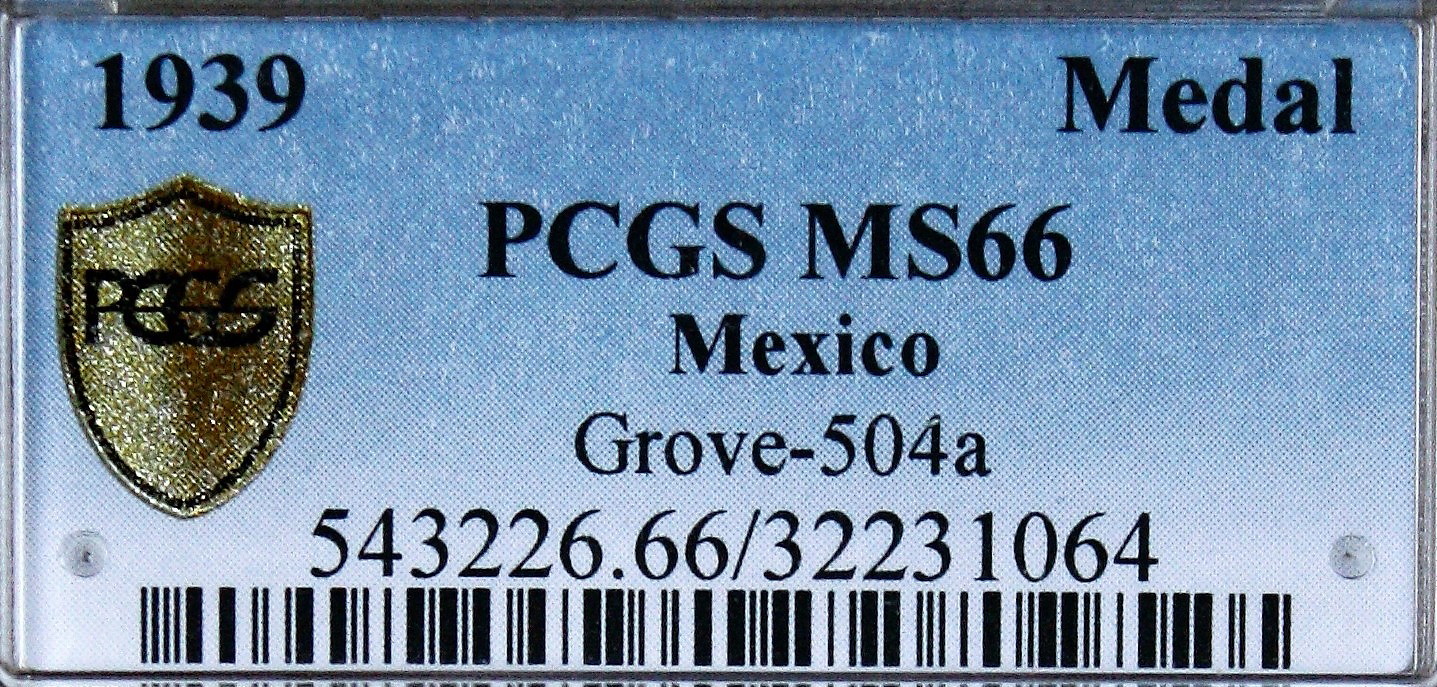 1939 Medal
PCGS
PCGS MS66
Mexico
Grove-504a
543226.66/32231064